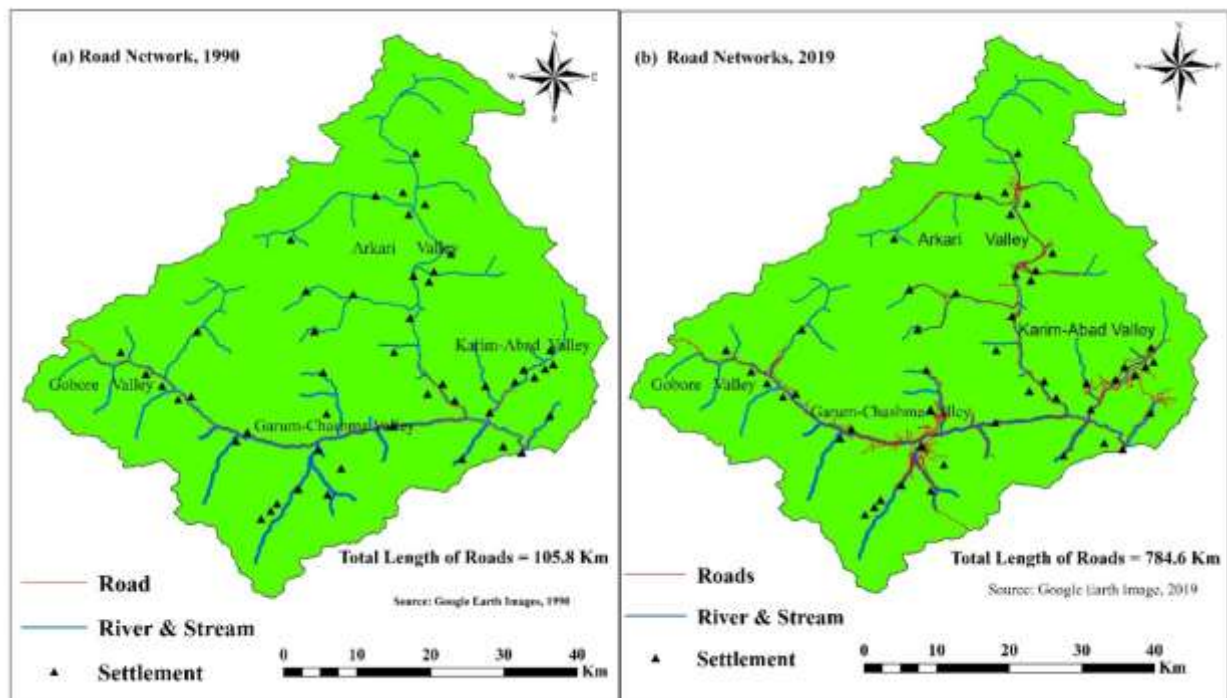 (a) Road Network, 1990
N
W
E
S
Arkari Valley
Karim-Abad Valley
Gobore Valley
Garum-Chashma Valley
Total Length of Roads = 105.8 Km
Road
Source: Google Earth Images, 1990
River & Stream
Settlement
0 10 20 30 40
Km
(b) Road Networks, 2019
N
W
S
Arkari Valley
Karim-Abad Valley
Gobore Valley
Garum-Chashma Valley
Total Length of Roads = 784.6 Km
Roads
Source: Google Earth Image, 2019
River & Stream
Settlement
0 10 20 30 40
Km